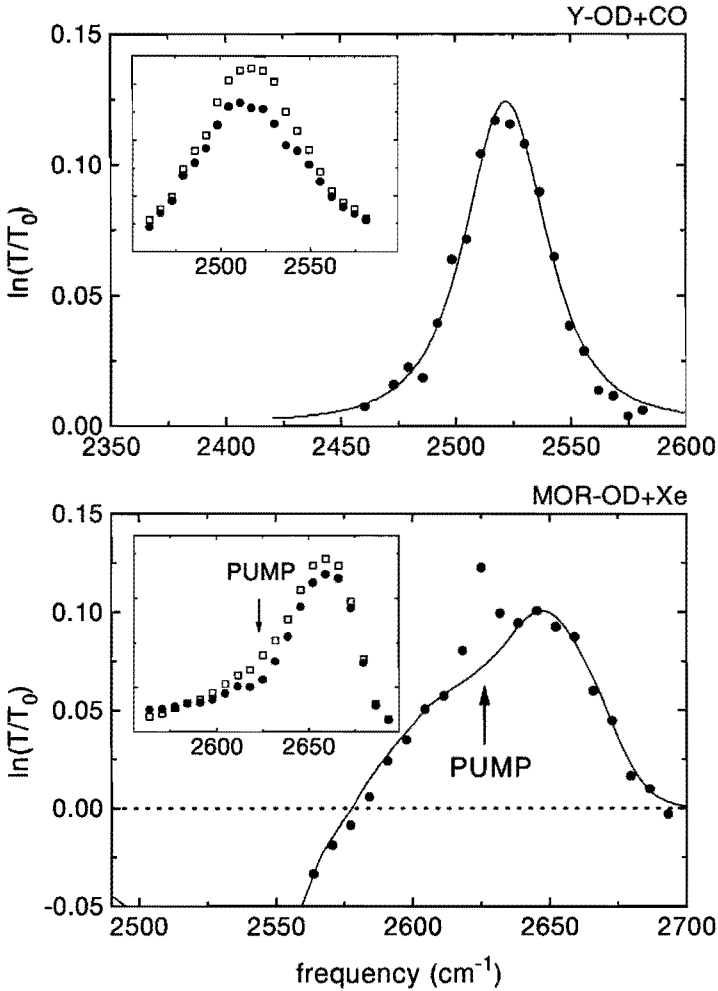 Y-OD+CO
0.15
0.10
0.05
0.00
ln(T/T₀)
2500 2550
2350 2400 2450 2500 2550 2600
MOR-OD+Xe
0.15
0.10
0.05
0.00
-0.05
ln(T/T₀)
PUMP
2600 2650
PUMP
2500 2550 2600 2650 2700
frequency (cm⁻¹)